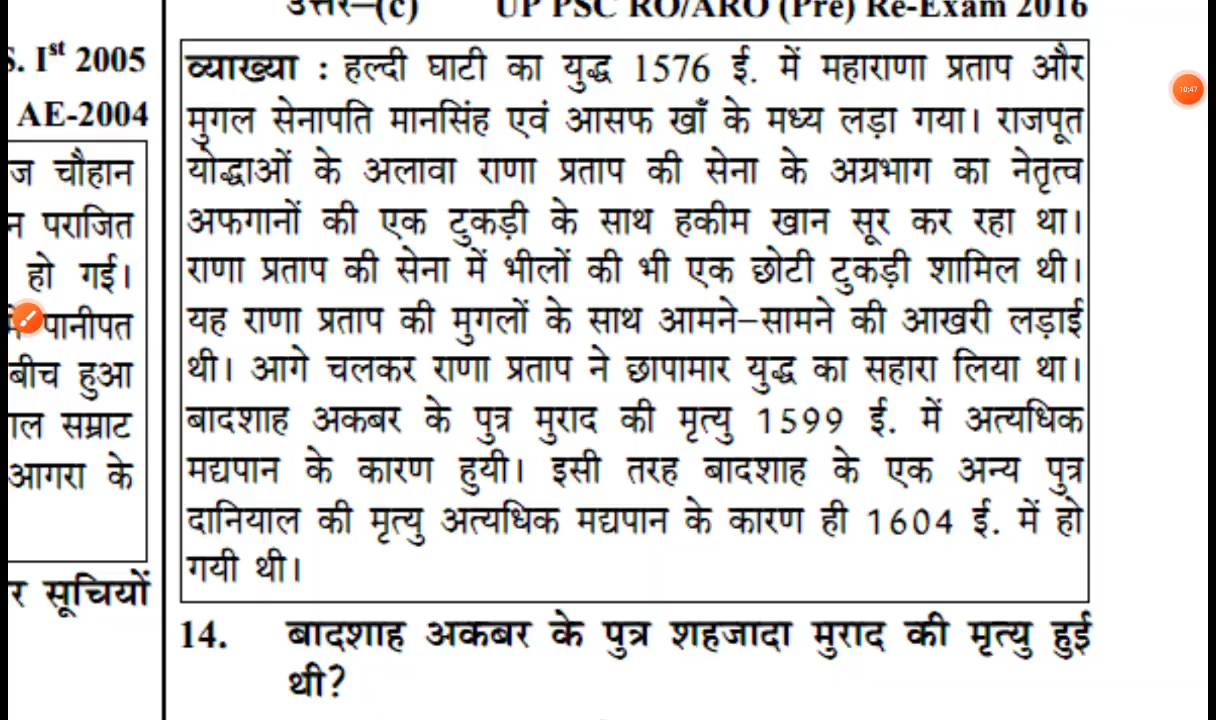 उत्तर–(c) UP PSC RO/ARO (Pre) Re-Exam 2016
S. Ist 2005
AE-2004
ज चौहान
न पराजित
हो गई।
पानीपत
बीच हुआ
ाल सम्राट
आगरा के
र सूचियों
व्याख्या : हल्दी घाटी का युद्ध 1576 ई. में महाराणा प्रताप और
मुगल सेनापति मानसिंह एवं आसफ खाँ के मध्य लड़ा गया। राजपूत
योद्धाओं के अलावा राणा प्रताप की सेना के अग्रभाग का नेतृत्व
अफगानों की एक टुकड़ी के साथ हकीम खान सूर कर रहा था।
राणा प्रताप की सेना में भीलों की भी एक छोटी टुकड़ी शामिल थी।
यह राणा प्रताप की मुगलों के साथ आमने–सामने की आखरी लड़ाई
थी। आगे चलकर राणा प्रताप ने छापामार युद्ध का सहारा लिया था।
बादशाह अकबर के पुत्र मुराद की मृत्यु 1599 ई. में अत्यधिक
मद्यपान के कारण हुयी। इसी तरह बादशाह के एक अन्य पुत्र
दानियाल की मृत्यु अत्यधिक मद्यपान के कारण ही 1604 ई. में हो
गयी थी।
14. बादशाह अकबर के पुत्र शहजादा मुराद की मृत्यु हुई
थी?
10:47